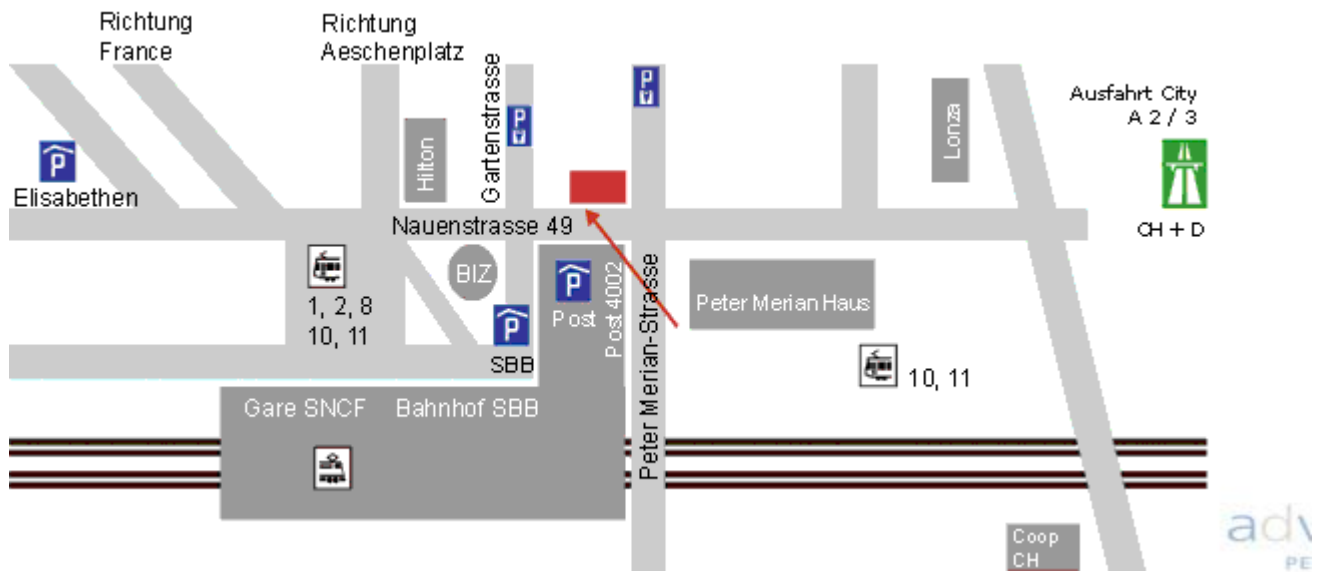 Richtung
France
Richtung
Aeschenplatz
Gartenstrasse
P
P
Ausfahrt City
A 2 / 3
Lonza
Hilton
P
Elisabethen
Nauenstrasse 49
CH + D
BIZ
P
Post
Post 4002
Peter Merian-Strasse
Peter Merian Haus
1, 2, 8
10, 11
P
SBB
10, 11
Gare SNCF
Bahnhof SBB
Coop
CH